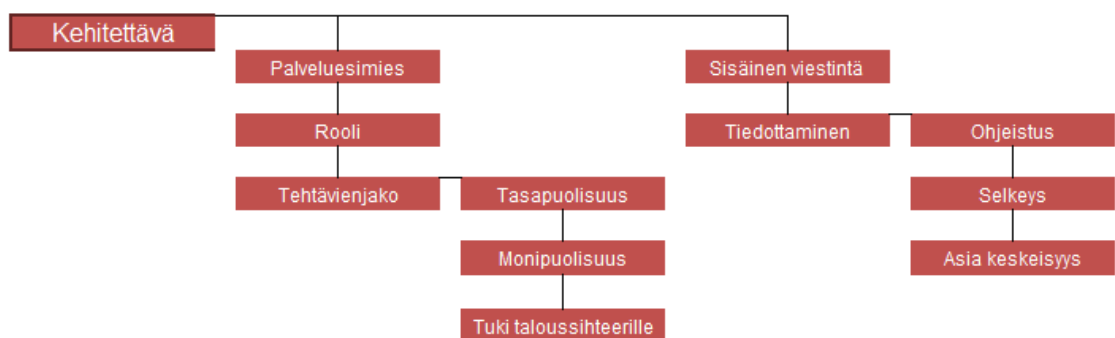 Kehitettävä
Palveluesimies
Sisäinen viestintä
Rooli
Tiedottaminen
Ohjeistus
Tehtävienjako
Tasapuolisuus
Selkeys
Monipuolisuus
Asia keskeisyys
Tuki taloussihteerille